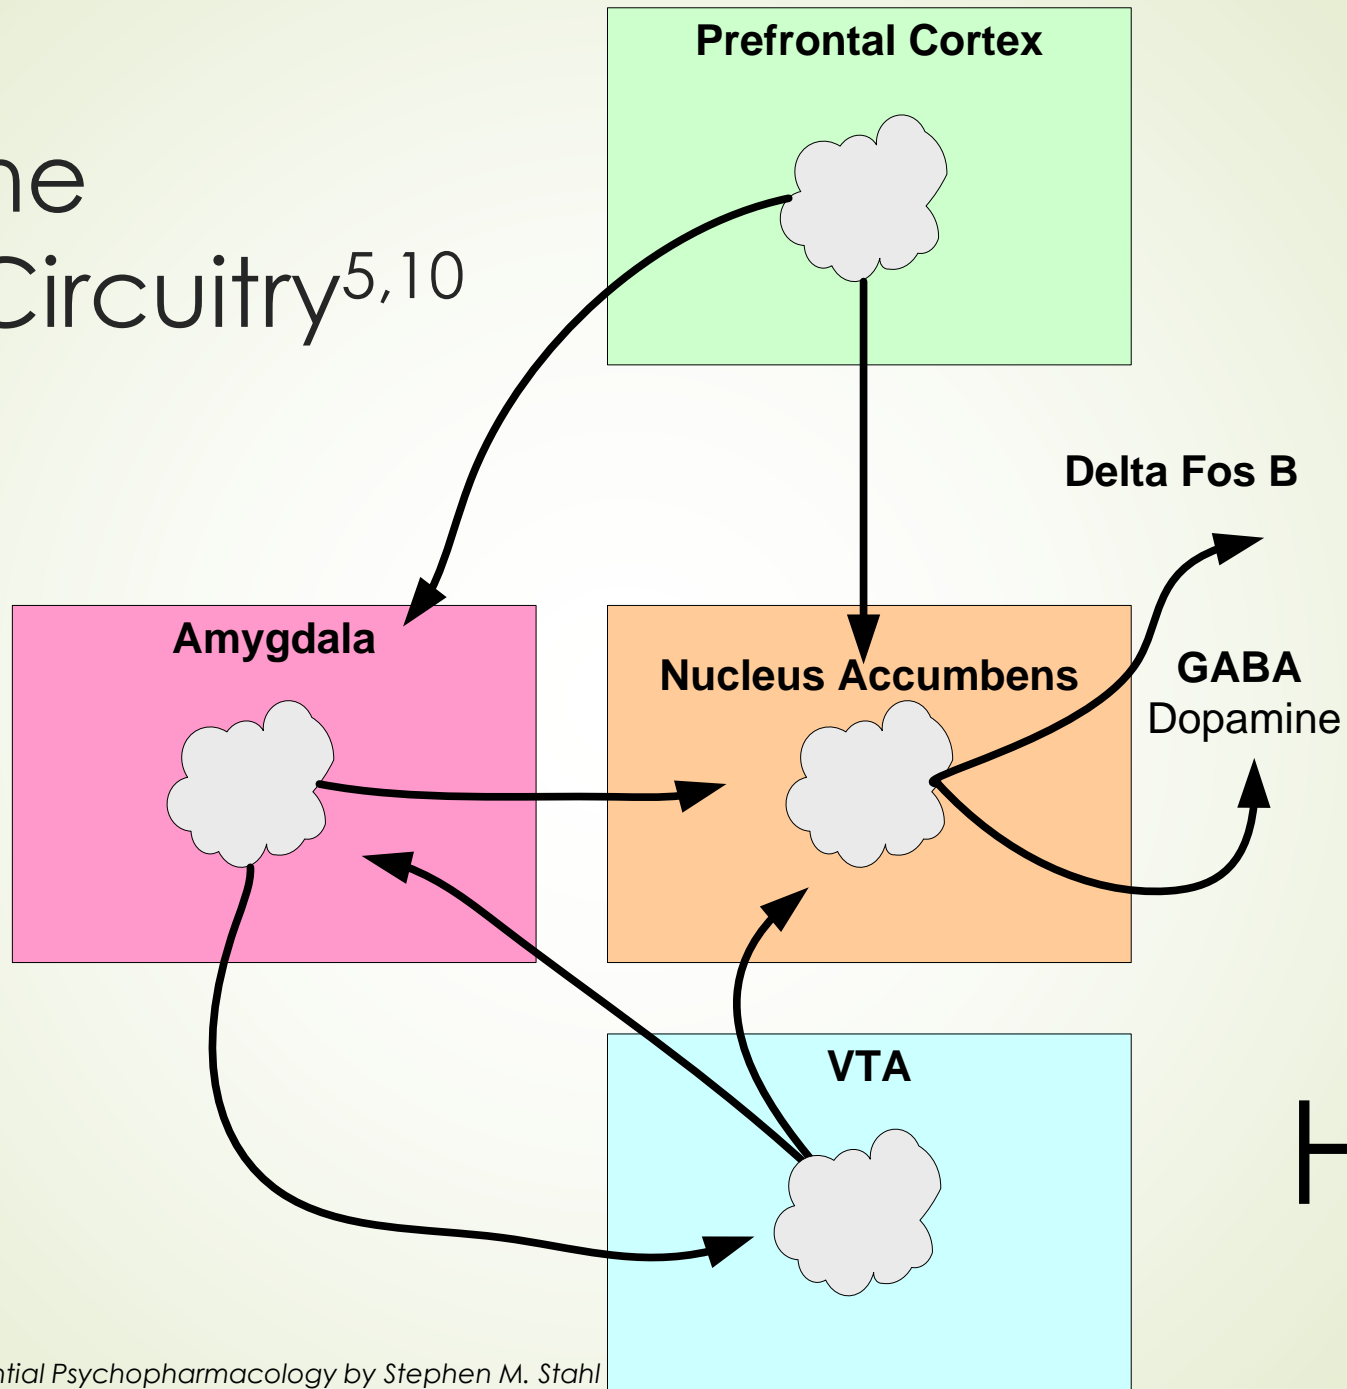 Prefrontal Cortex
ne
Circuitry5,10
Delta Fos B
Amygdala
Nucleus Accumbens
GABA
Dopamine
VTA
ntial Psychopharmacology by Stephen M. Stahl